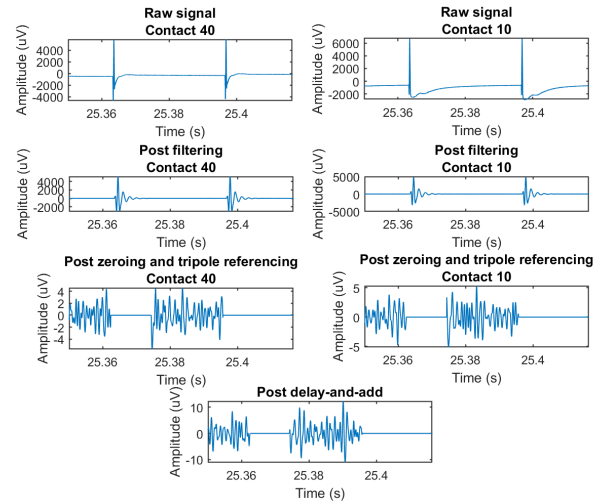 Raw signal
Contact 40
Amplitude (uV)
4000
2000
0
-2000
-4000
25.36
25.38
25.4
Time (s)
Raw signal
Contact 10
Amplitude (uV)
6000
4000
2000
0
-2000
25.36
25.38
25.4
Time (s)
Post filtering
Contact 40
Amplitude (uV)
4000
2000
0
-2000
25.36
25.38
25.4
Time (s)
Post filtering
Contact 10
Amplitude (uV)
5000
0
-5000
25.36
25.38
25.4
Time (s)
Post zeroing and tripole referencing
Contact 40
Amplitude (uV)
4
2
0
-2
-4
25.36
25.38
25.4
Time (s)
Post zeroing and tripole referencing
Contact 10
Amplitude (uV)
5
0
-5
25.36
25.38
25.4
Time (s)
Post delay-and-add
Amplitude (uV)
10
0
-10
25.36
25.38
25.4
Time (s)